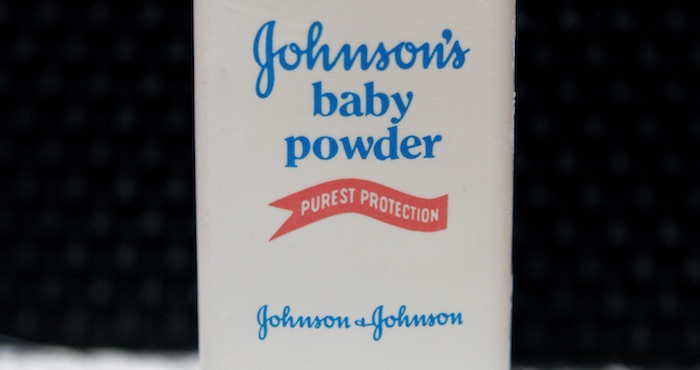 Johnson's
baby
powder
PUREST PROTECTION
Johnson & Johnson